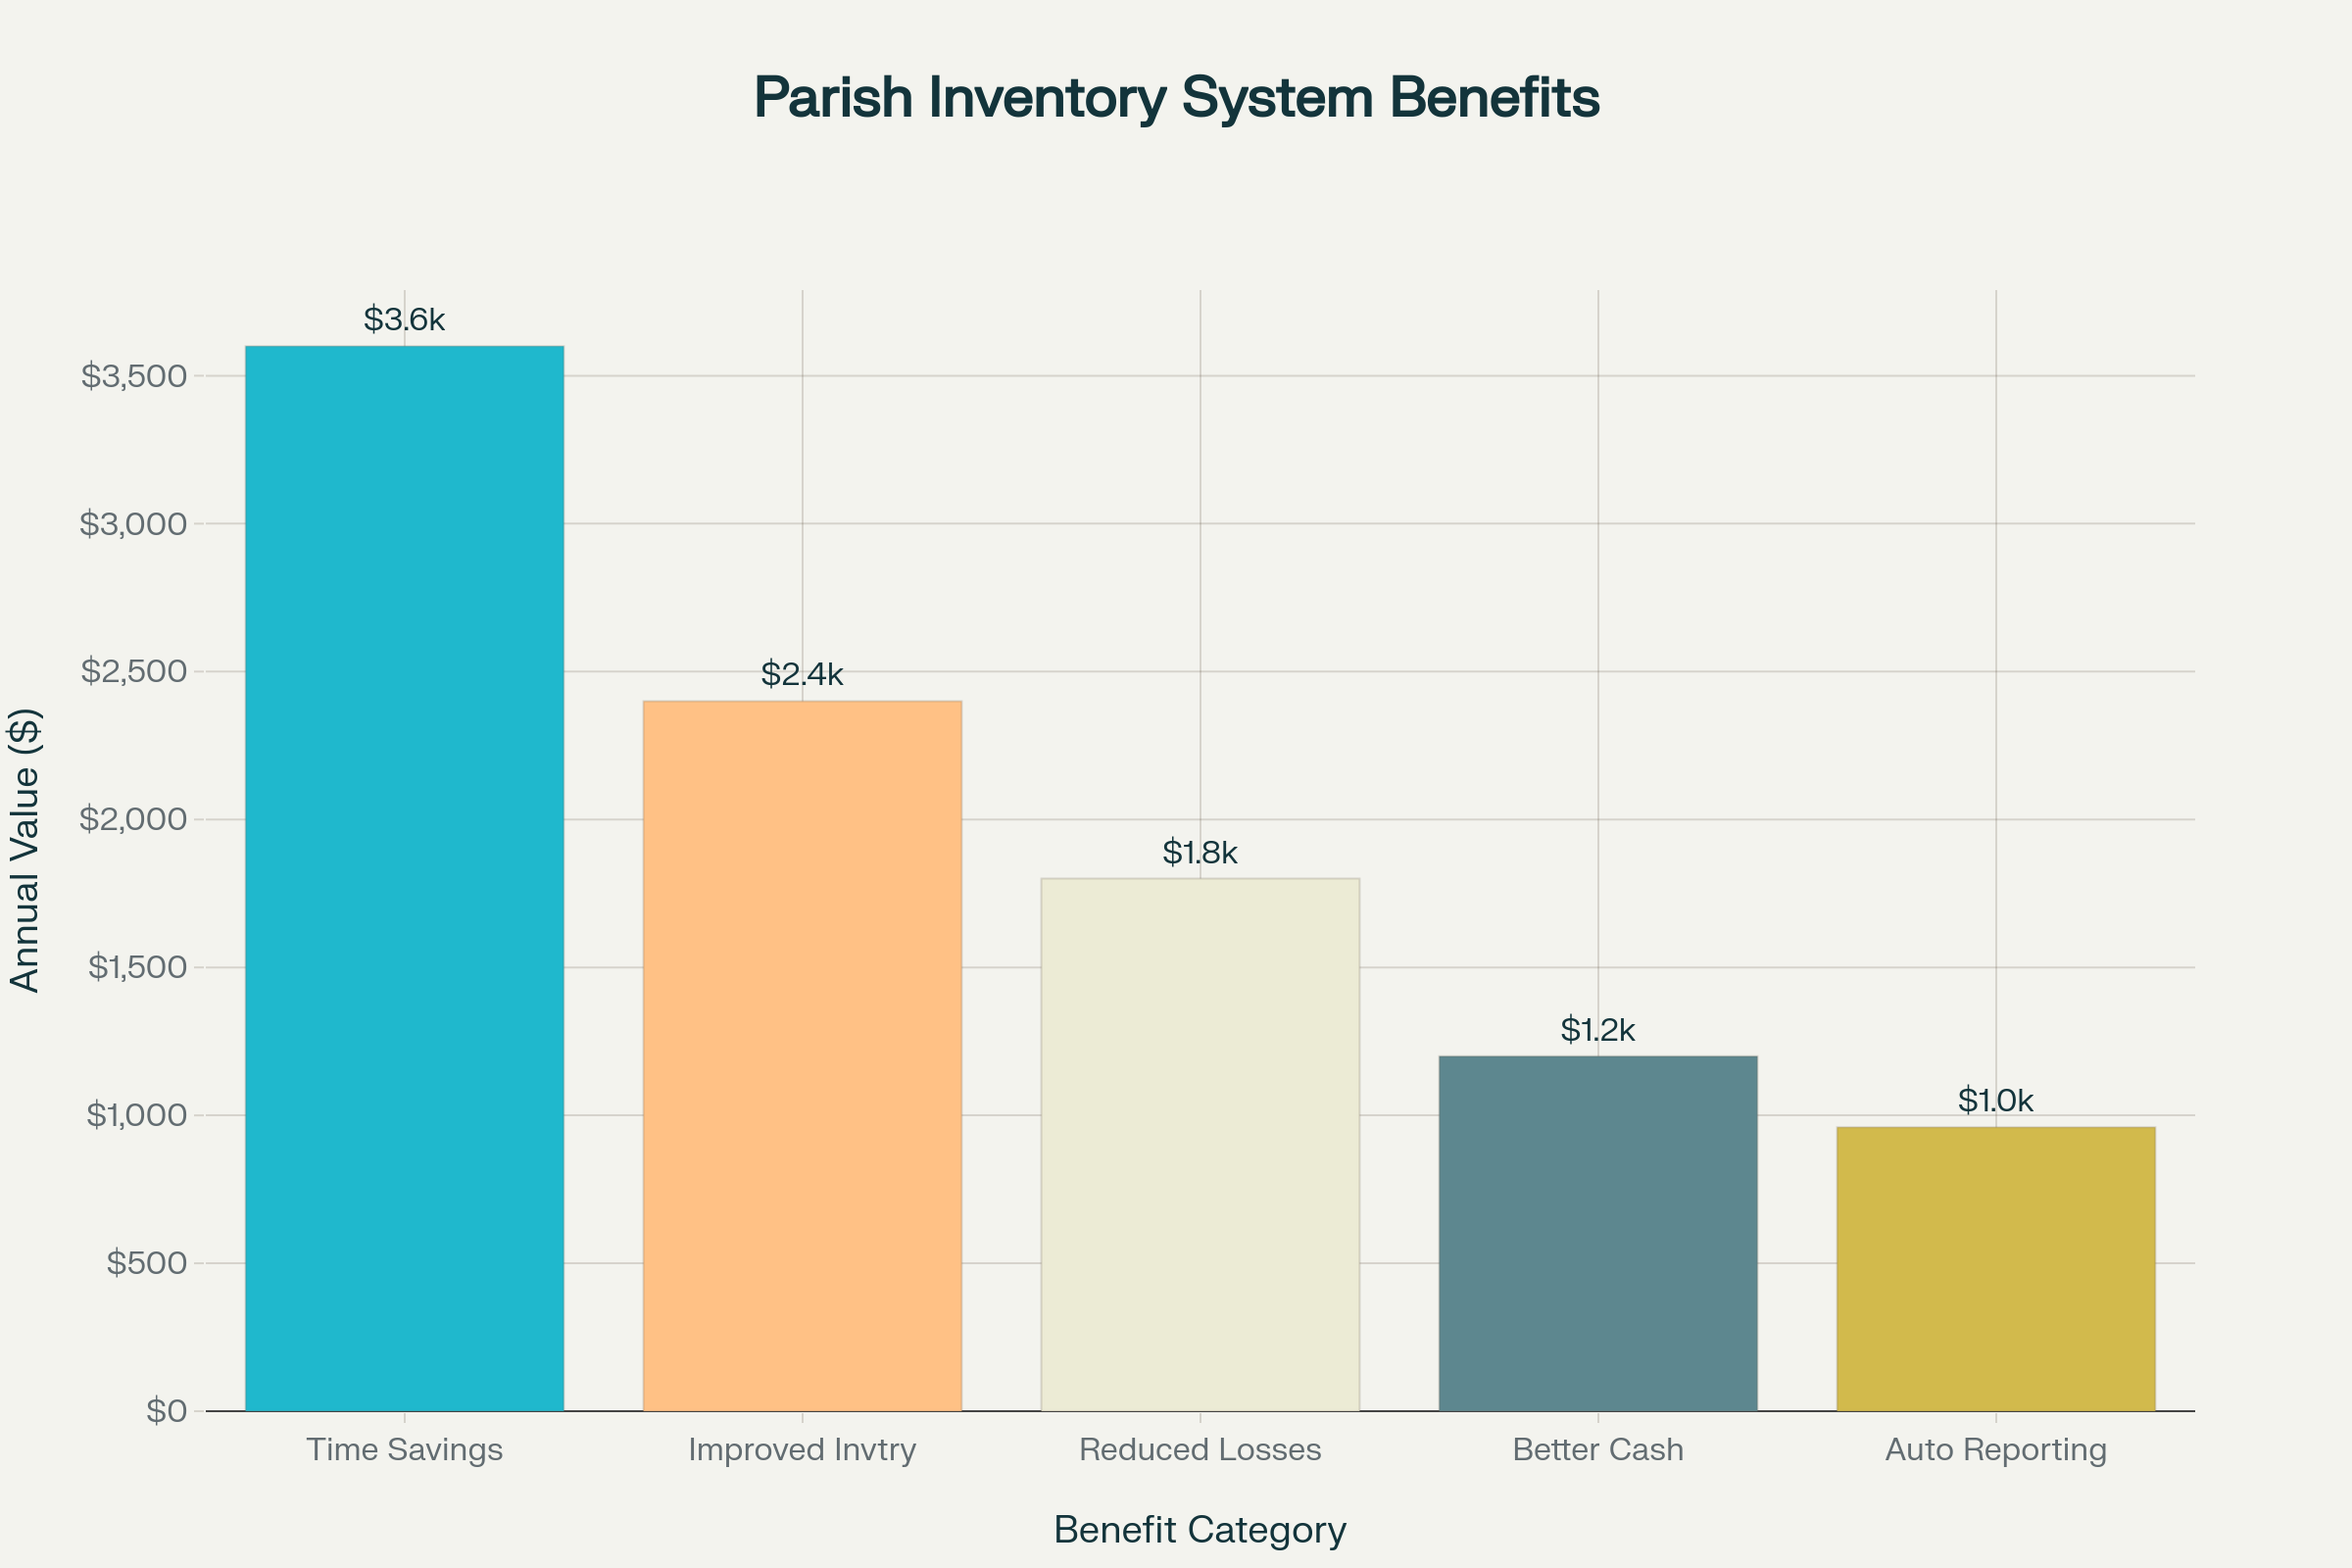 Parish Inventory System Benefits
$3.6k
$2.4k
$1.8k
$1.2k
$1.0k
$3,500
$3,000
$2,500
$2,000
$1,500
$1,000
$500
$0
Annual Value ($)
Time Savings
Improved Invtry
Reduced Losses
Better Cash
Auto Reporting
Benefit Category